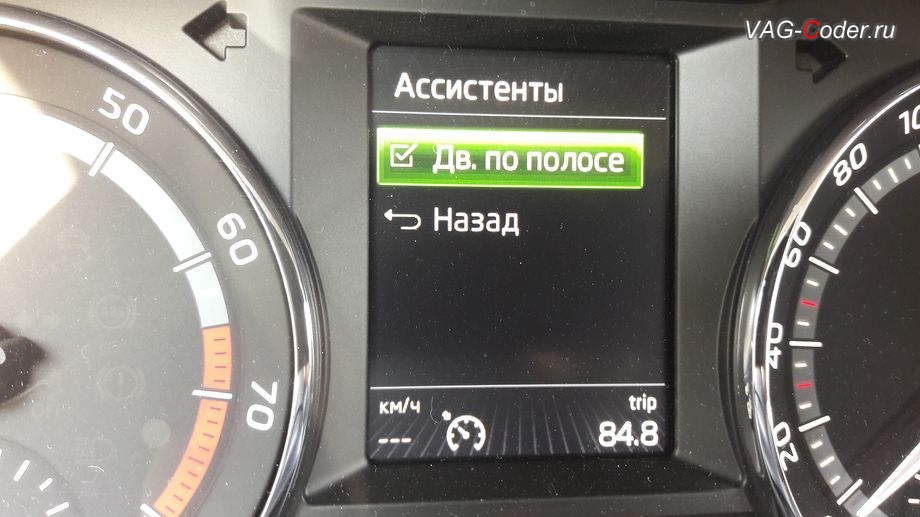 VAG-Coder.ru
Ассистенты
Дв. по полосе
Назад
км/ч
trip
---
84.8
50
60
70
20
40
60
80